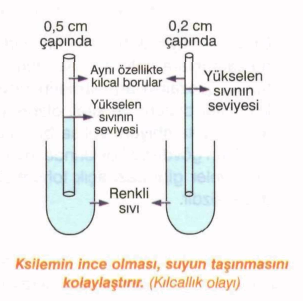 0,5 cm
çapında
0,2 cm
çapında
Aynı özellikte
kılcal borular
Yükselen
sıvının
seviyesi
Yükselen
sıvının
seviyesi
Renkli
sıvı
Ksilemin ince olması, suyun taşınmasını
kolaylaştırır. (Kılcallık olayı)